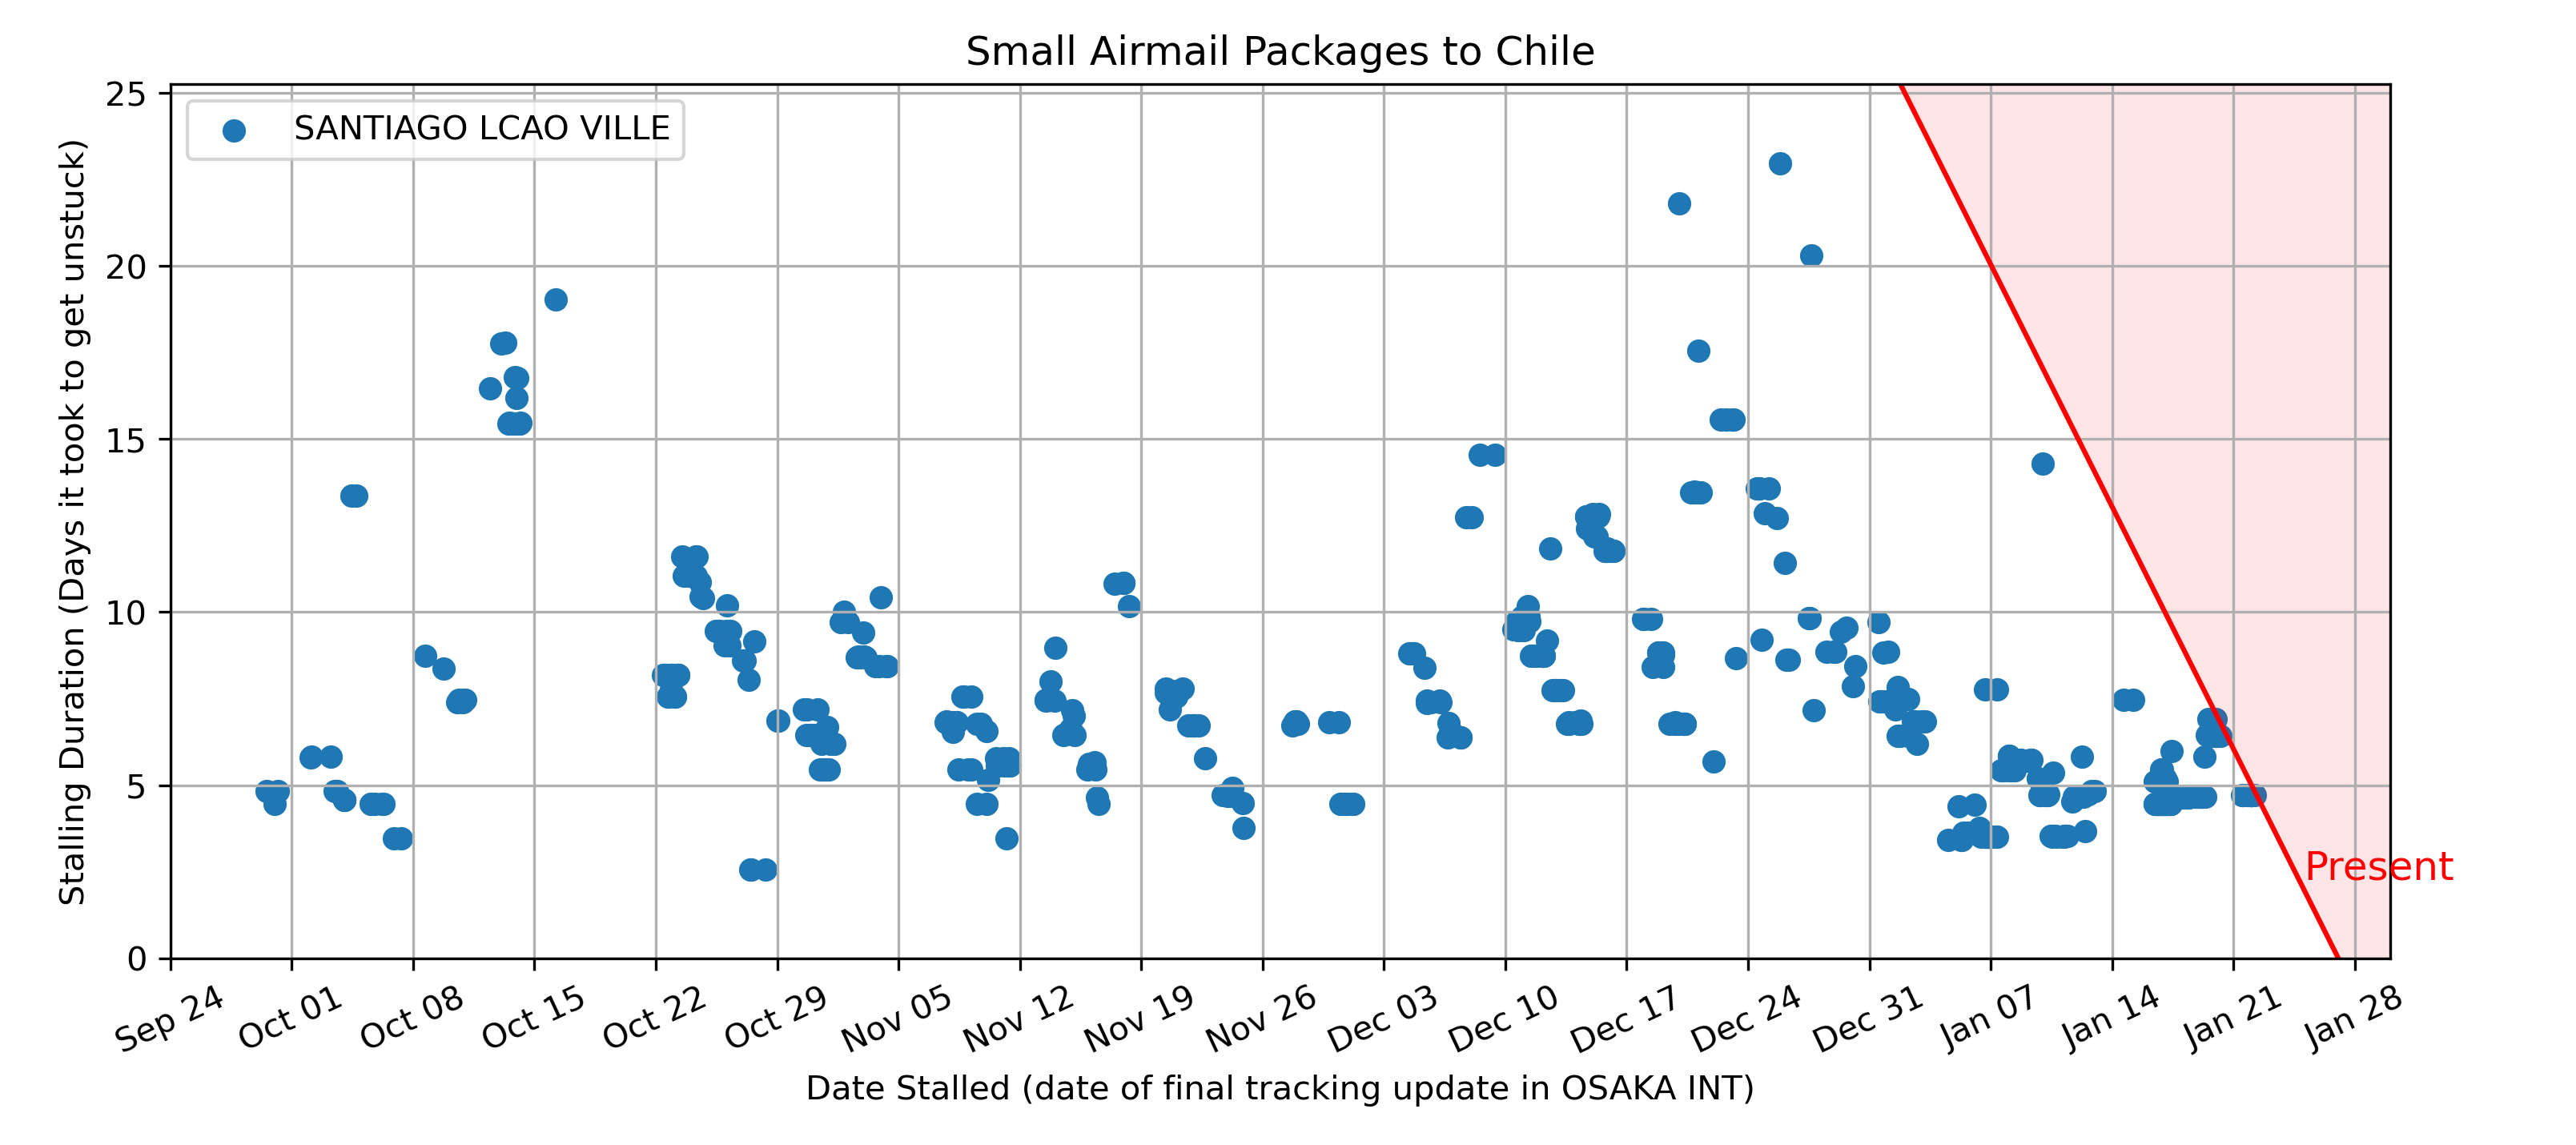 Small Airmail Packages to Chile
SANTIAGO LCAO VILLE
Stalling Duration (Days it took to get unstuck)
25
20
15
10
5
0
Present
Sep 24
Oct 01
Oct 08
Oct 15
Oct 22
Oct 29
Nov 05
Nov 12
Nov 19
Nov 26
Dec 03
Dec 10
Dec 17
Dec 24
Dec 31
Jan 07
Jan 14
Jan 21
Jan 28
Date Stalled (date of final tracking update in OSAKA INT)